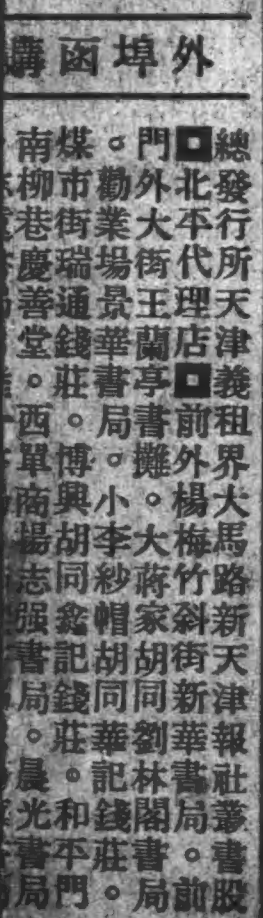 外埠函購
總發行所天津義租界大馬路新天津報社叢書股
◘北平代理店◘前外楊梅竹斜街新華書局。前
門外大街王蘭亭書攤。大蔣家胡同劉林閣書局
。勸業場景華書局。小李紗帽胡同華記錢莊。
煤市街瑞通錢莊。博興胡同鑫記錢莊。和平門
南柳巷慶善堂。西單商場志强書局。晨光書局